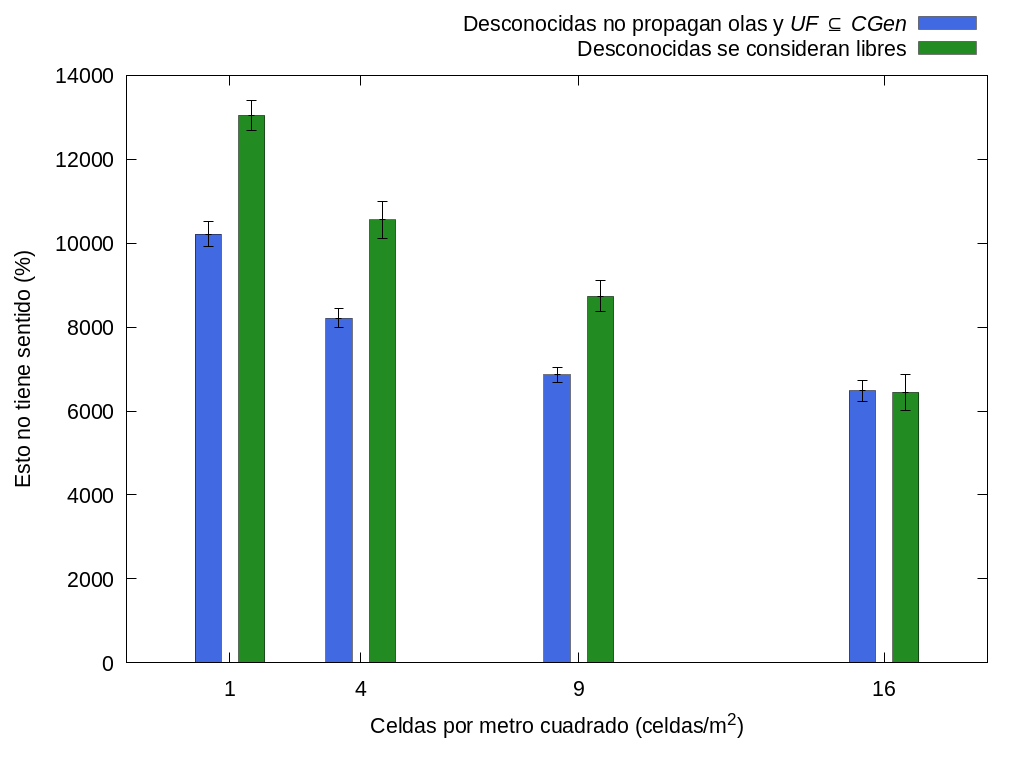 Desconocidas no propagan olas y UF ⊆ CGen
Desconocidas se consideran libres
14000
12000
10000
8000
6000
4000
2000
0
Esto no tiene sentido (%)
1 4 9 16
Celdas por metro cuadrado (celdas/m²)